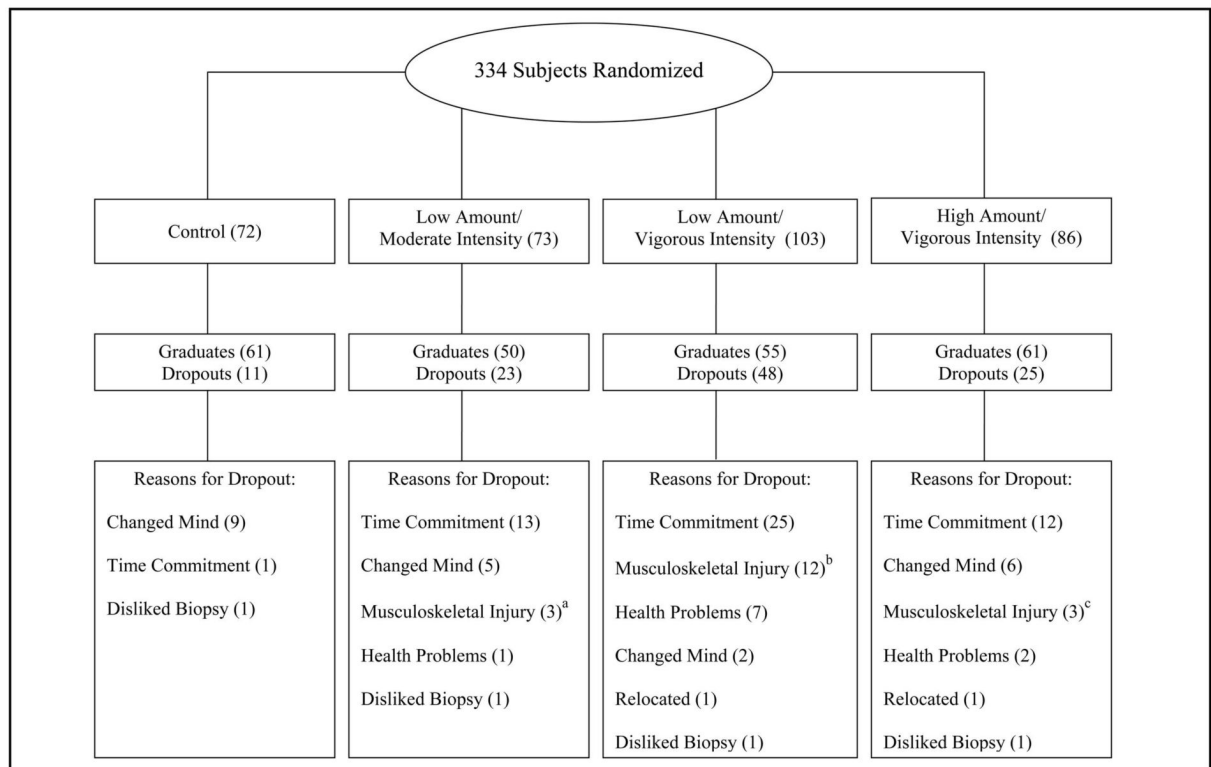 334 Subjects Randomized
Control (72)
Low Amount/
Moderate Intensity (73)
Low Amount/
Vigorous Intensity (103)
High Amount/
Vigorous Intensity (86)
Graduates (61)
Dropouts (11)
Graduates (50)
Dropouts (23)
Graduates (55)
Dropouts (48)
Graduates (61)
Dropouts (25)
Reasons for Dropout:
Changed Mind (9)
Time Commitment (1)
Disliked Biopsy (1)
Reasons for Dropout:
Time Commitment (13)
Changed Mind (5)
Musculoskeletal Injury (3)a
Health Problems (1)
Disliked Biopsy (1)
Reasons for Dropout:
Time Commitment (25)
Musculoskeletal Injury (12)b
Health Problems (7)
Changed Mind (2)
Relocated (1)
Disliked Biopsy (1)
Reasons for Dropout:
Time Commitment (12)
Changed Mind (6)
Musculoskeletal Injury (3)c
Health Problems (2)
Relocated (1)
Disliked Biopsy (1)